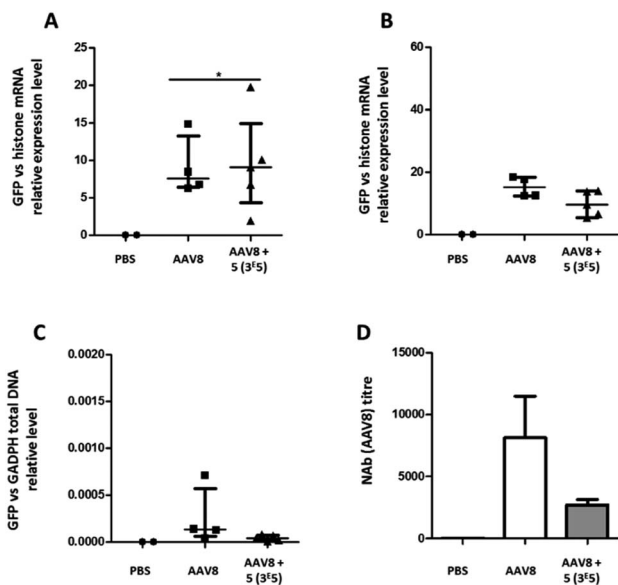 A
GFP vs histone mRNA
relative expression level
25
20
15
10
5
0
*
PBS
AAV8
AAV8 +
5 (3ᴱ5)
B
GFP vs histone mRNA
relative expression level
60
40
20
0
PBS
AAV8
AAV8 +
5 (3ᴱ5)
C
GFP vs GADPH total DNA
relative level
0.0020
0.0015
0.0010
0.0005
0.0000
PBS
AAV8
AAV8 +
5 (3ᴱ5)
D
NAb (AAV8) titre
15000
10000
5000
0
PBS
AAV8
AAV8 +
5 (3ᴱ5)